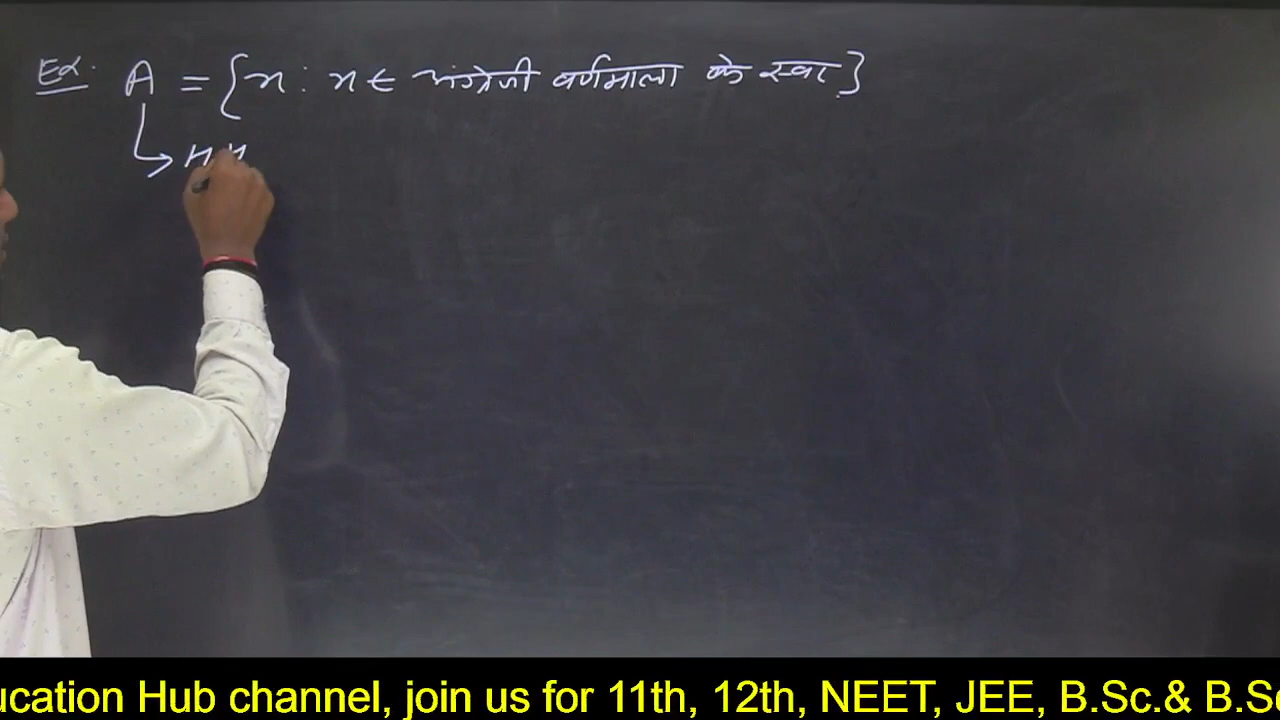 Ex. A = {x : x ∈ अंग्रेजी वर्णमाला के स्वर}
ucation Hub channel, join us for 11th, 12th, NEET, JEE, B.Sc.& B.Sc